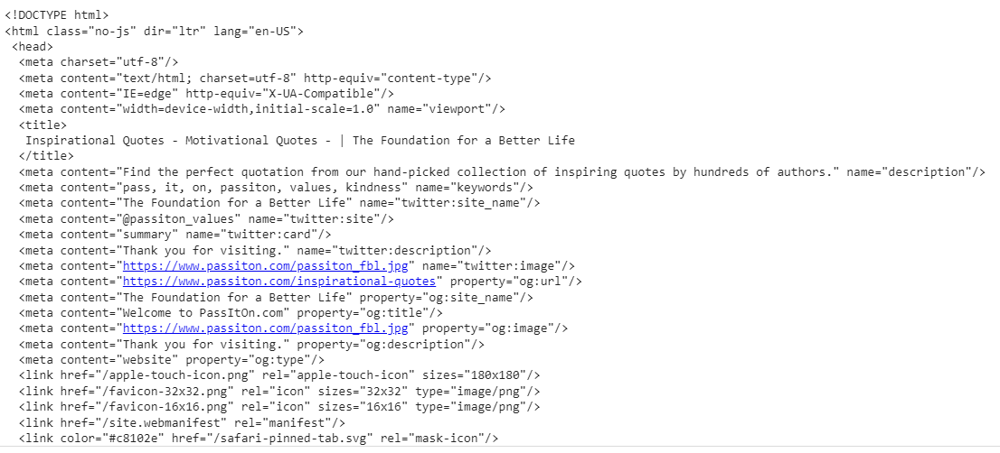 <!DOCTYPE html>
<html class="no-js" dir="ltr" lang="en-US">
<head>
<meta charset="utf-8"/>
<meta content="text/html; charset=utf-8" http-equiv="content-type"/>
<meta content="IE=edge" http-equiv="X-UA-Compatible"/>
<meta content="width=device-width,initial-scale=1.0" name="viewport"/>
<title>
Inspirational Quotes - Motivational Quotes - | The Foundation for a Better Life
</title>
<meta content="Find the perfect quotation from our hand-picked collection of inspiring quotes by hundreds of authors." name="description"/>
<meta content="pass, it, on, passiton, values, kindness" name="keywords"/>
<meta content="The Foundation for a Better Life" name="twitter:site_name"/>
<meta content="@passiton_values" name="twitter:site"/>
<meta content="summary" name="twitter:card"/>
<meta content="Thank you for visiting." name="twitter:description"/>
<meta content="https://www.passiton.com/passiton_fbl.jpg" name="twitter:image"/>
<meta content="https://www.passiton.com/inspirational-quotes" property="og:url"/>
<meta content="The Foundation for a Better Life" property="og:site_name"/>
<meta content="Welcome to PassItOn.com" property="og:title"/>
<meta content="https://www.passiton.com/passiton_fbl.jpg" property="og:image"/>
<meta content="Thank you for visiting." property="og:description"/>
<meta content="website" property="og:type"/>
<link href="/apple-touch-icon.png" rel="apple-touch-icon" sizes="180x180"/>
<link href="/favicon-32x32.png" rel="icon" sizes="32x32" type="image/png"/>
<link href="/favicon-16x16.png" rel="icon" sizes="16x16" type="image/png"/>
<link href="/site.webmanifest" rel="manifest"/>
<link color="#c8102e" href="/safari-pinned-tab.svg" rel="mask-icon"/>